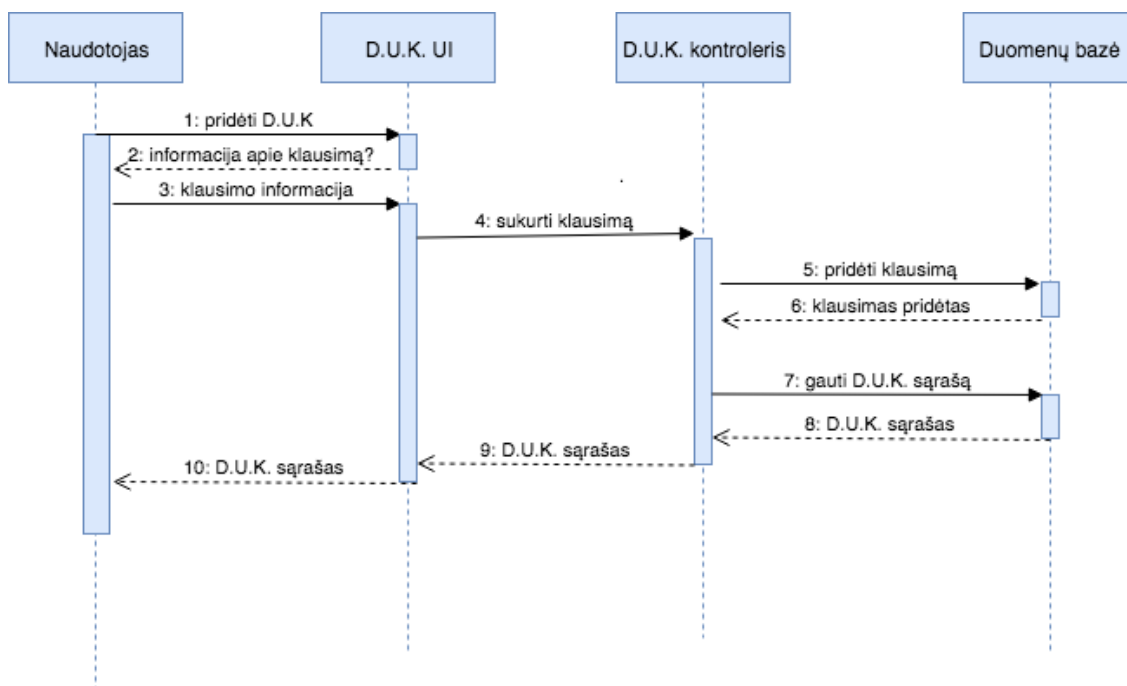 Naudotojas
D.U.K. UI
D.U.K. kontroleris
Duomenų bazė
1: pridėti D.U.K
2: informacija apie klausimą?
3: klausimo informacija
4: sukurti klausimą
5: pridėti klausimą
6: klausimas pridėtas
7: gauti D.U.K. sąrašą
8: D.U.K. sąrašas
9: D.U.K. sąrašas
10: D.U.K. sąrašas